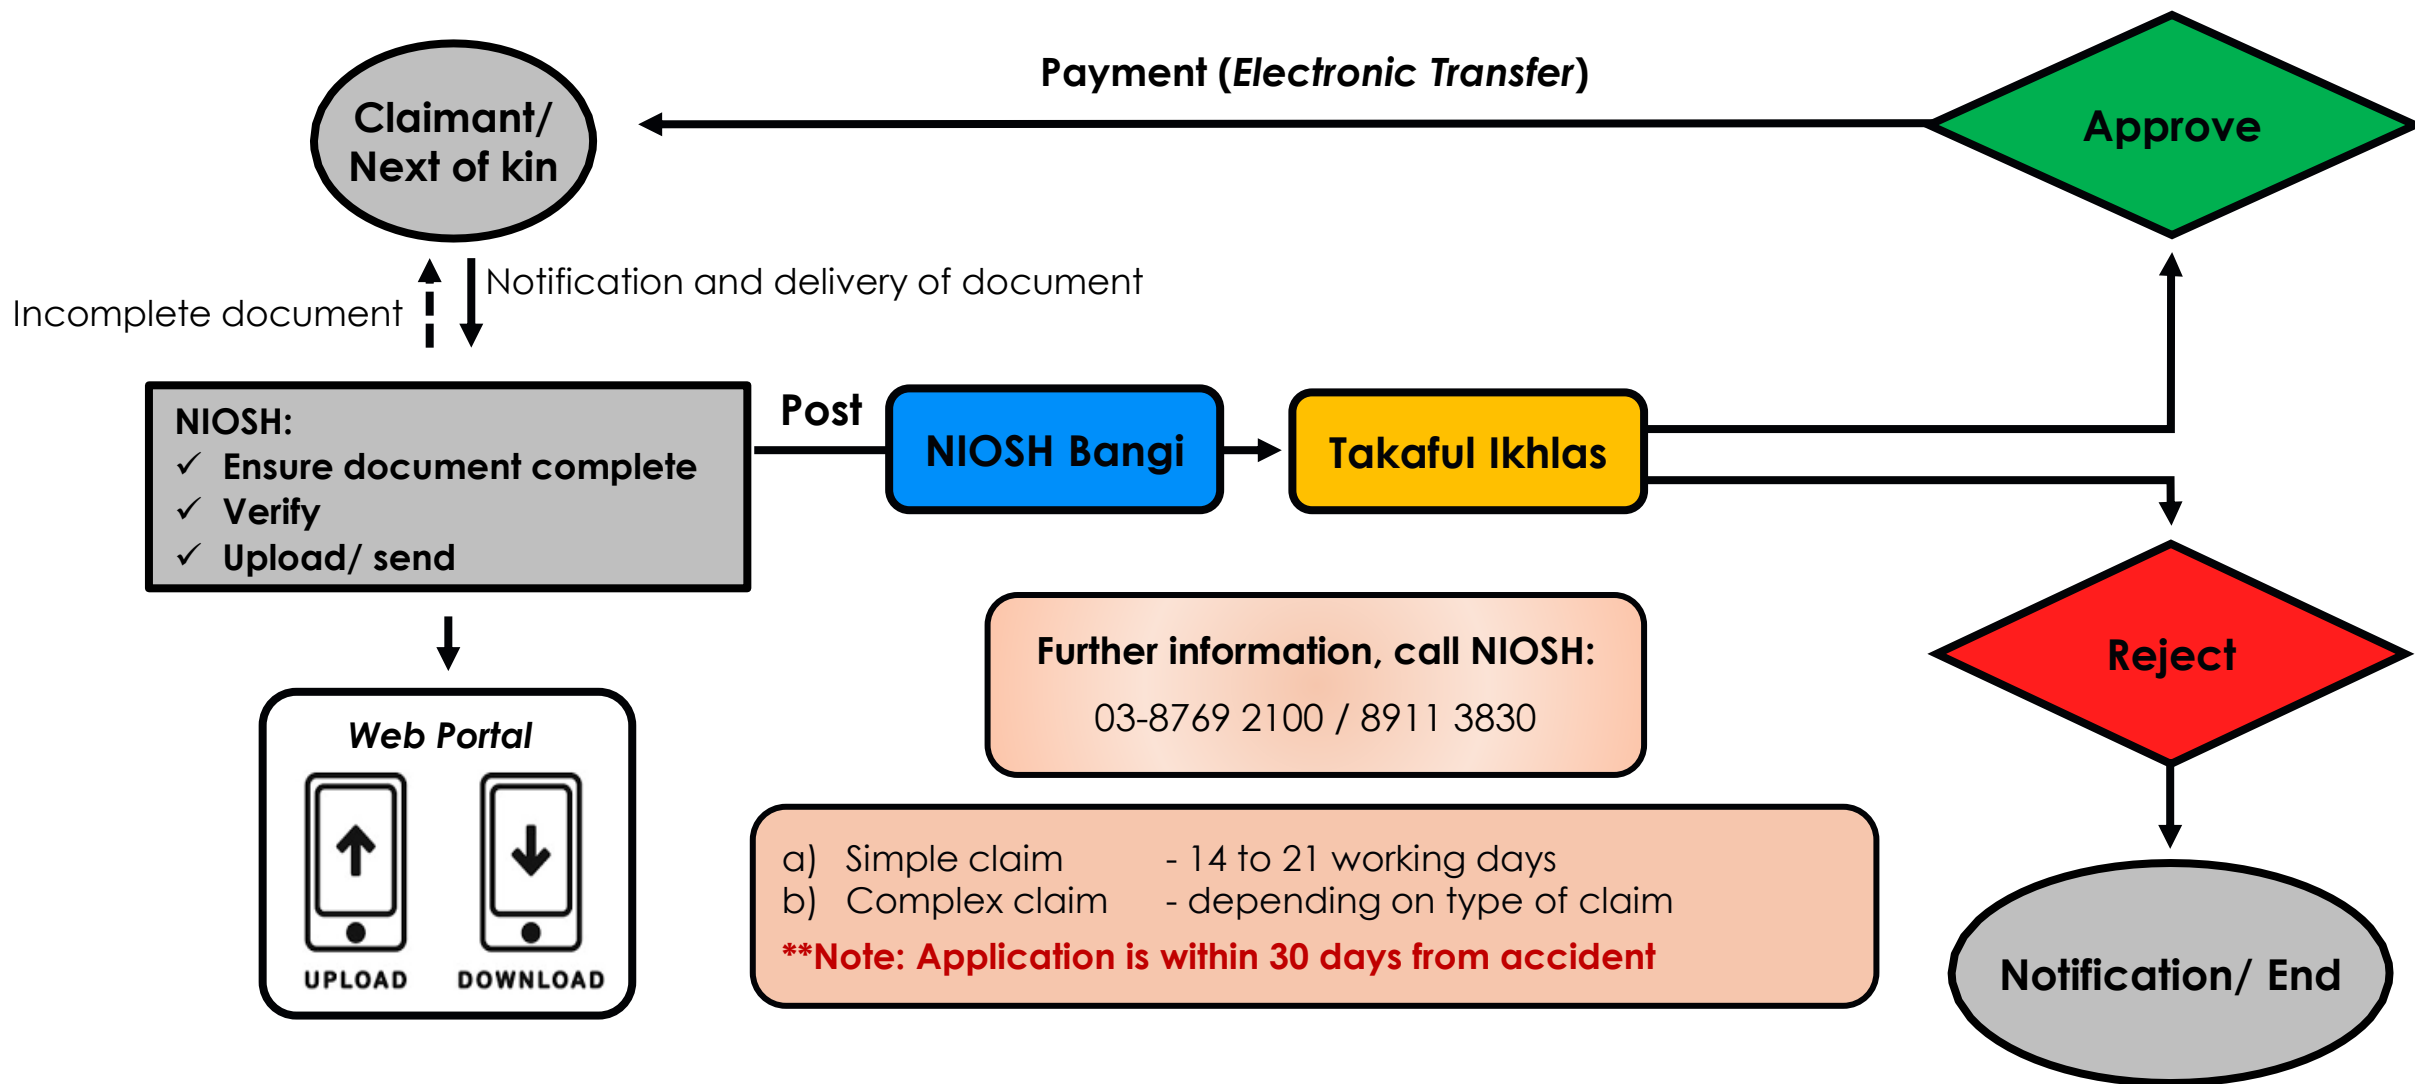 Payment (Electronic Transfer)
Claimant/
Next of kin
Approve
Incomplete document
Notification and delivery of document
NIOSH:
✓ Ensure document complete
✓ Verify
✓ Upload/ send
Post
NIOSH Bangi
Takaful Ikhlas
Further information, call NIOSH:
03-8769 2100 / 8911 3830
Reject
Web Portal
UPLOAD
DOWNLOAD
a) Simple claim - 14 to 21 working days
b) Complex claim - depending on type of claim
**Note: Application is within 30 days from accident
Notification/ End